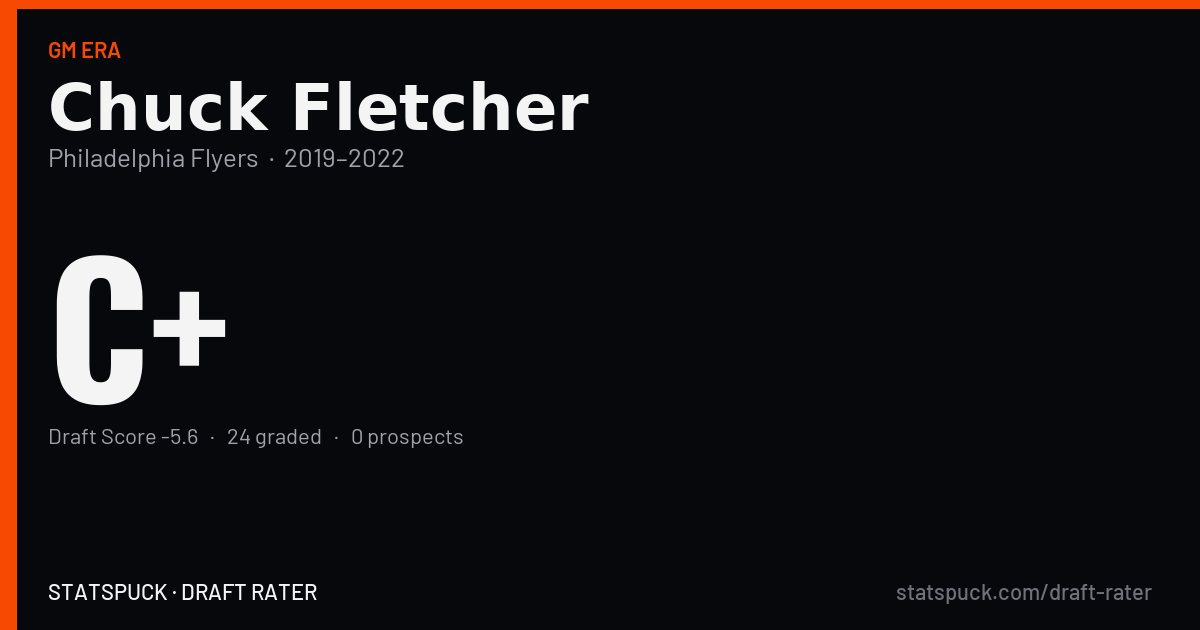 GM ERA
Chuck Fletcher
Philadelphia Flyers · 2019–2022
C+
Draft Score -5.6 · 24 graded · 0 prospects
STATSPUCK · DRAFT RATER
statspuck.com/draft-rater